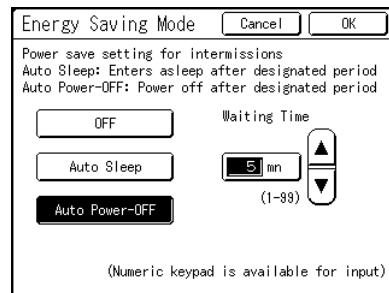 Energy Saving Mode Cancel OK
Power save setting for intermissions
Auto Sleep: Enters asleep after designated period
Auto Power-OFF: Power off after designated period
OFF Waiting Time
Auto Sleep 5 mn
Auto Power-OFF (1-99)
(Numeric keypad is available for input)